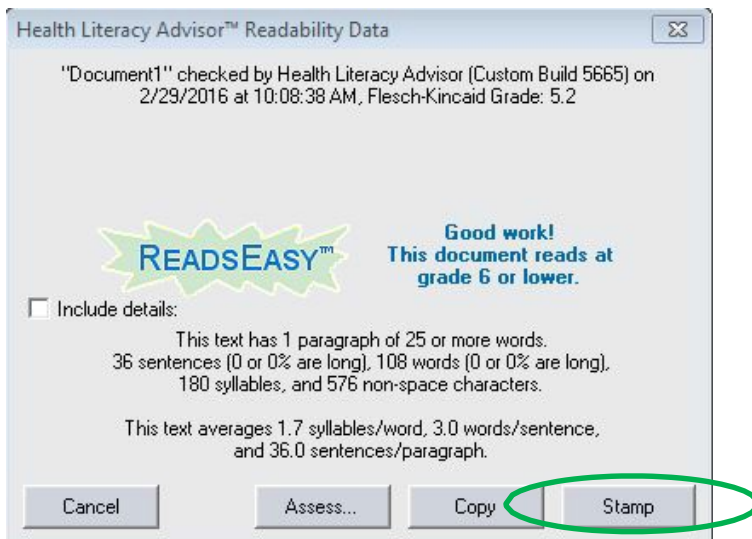 Health Literacy Advisor™ Readability Data
"Document1" checked by Health Literacy Advisor (Custom Build 5665) on
2/29/2016 at 10:08:38 AM, Flesch-Kincaid Grade: 5.2
READSEASY™
Good work!
This document reads at
grade 6 or lower.
Include details:
This text has 1 paragraph of 25 or more words.
36 sentences (0 or 0% are long), 108 words (0 or 0% are long),
180 syllables, and 576 non-space characters.
This text averages 1.7 syllables/word, 3.0 words/sentence,
and 36.0 sentences/paragraph.
Cancel
Assess...
Copy
Stamp